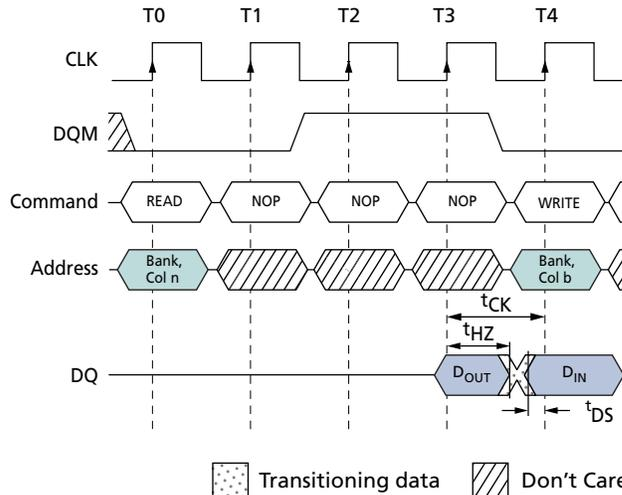 T0 T1 T2 T3 T4
CLK
DQM
Command READ NOP NOP NOP WRITE
Address Bank, Col n Bank, Col b
tCK
tHZ
DQ DOUT DIN
tDS
Transitioning data Don't Care